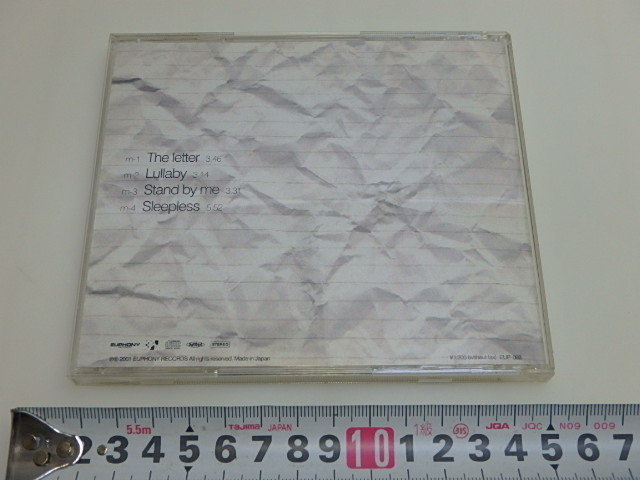 m-1 The letter 3.46
m-2 Lullaby 3.14
m-3 Stand by me 3.31
m-4 Sleepless 5.52
EUPHONY STEREO
2001 EUPHONY RECORDS All rights reserved. Made in Japan
5.5m Tajima JAPAN JQA JQC N09 009
2 3 4 5 6 7 8 9 10 1 2 3 4 5 6 7